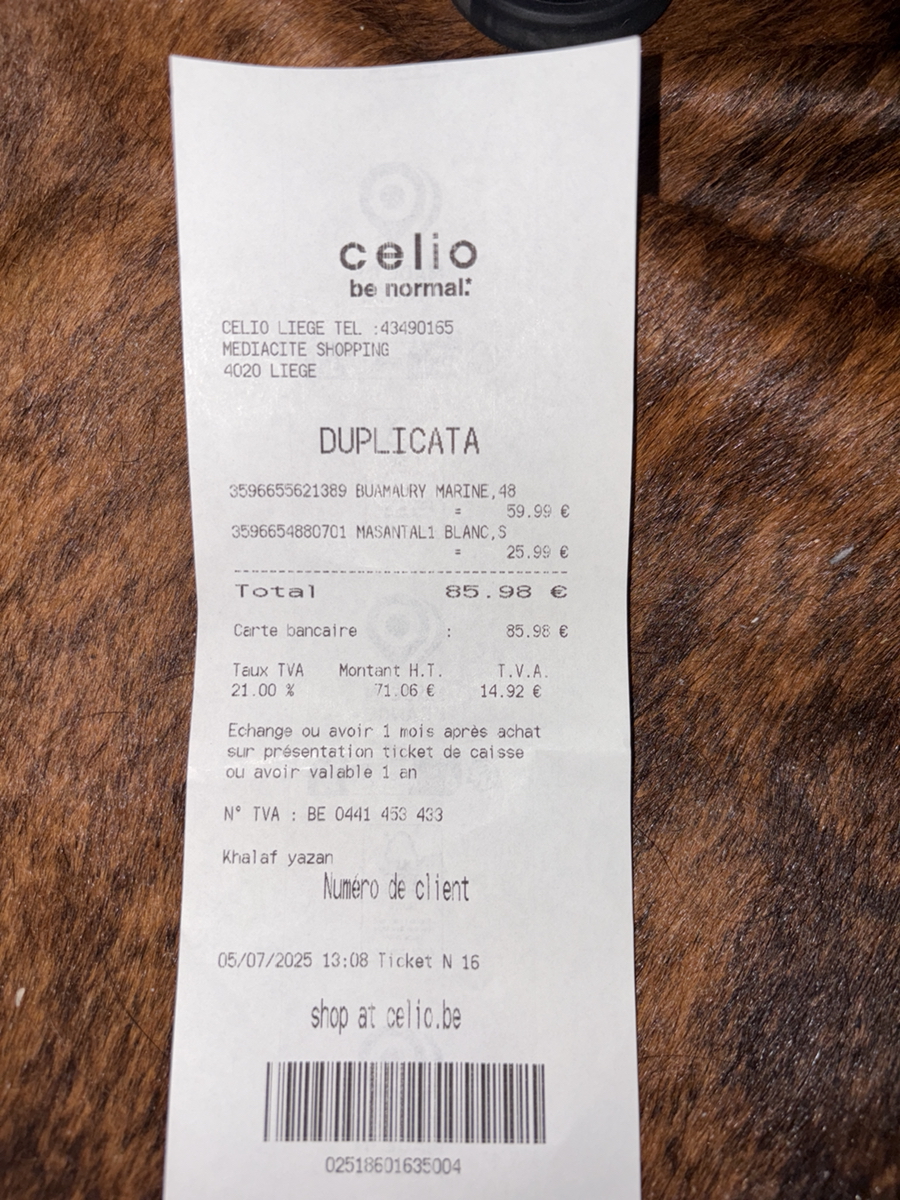 celio
be normal:*
CELIO LIEGE TEL :43490165
MEDIACITE SHOPPING
4020 LIEGE
DUPLICATA
3596655621389 BUAMAURY MARINE,48
= 59.99 €
3596654880701 MASANTAL1 BLANC,S
= 25.99 €
Total 85.98 €
Carte bancaire : 85.98 €
Taux TVA Montant H.T. T.V.A.
21.00 % 71.06 € 14.92 €
Echange ou avoir 1 mois après achat
sur présentation ticket de caisse
ou avoir valable 1 an
N° TVA : BE 0441 453 433
Khalaf yazan
Numéro de client
05/07/2025 13:08 Ticket N 16
shop at celio.be
02518601635004